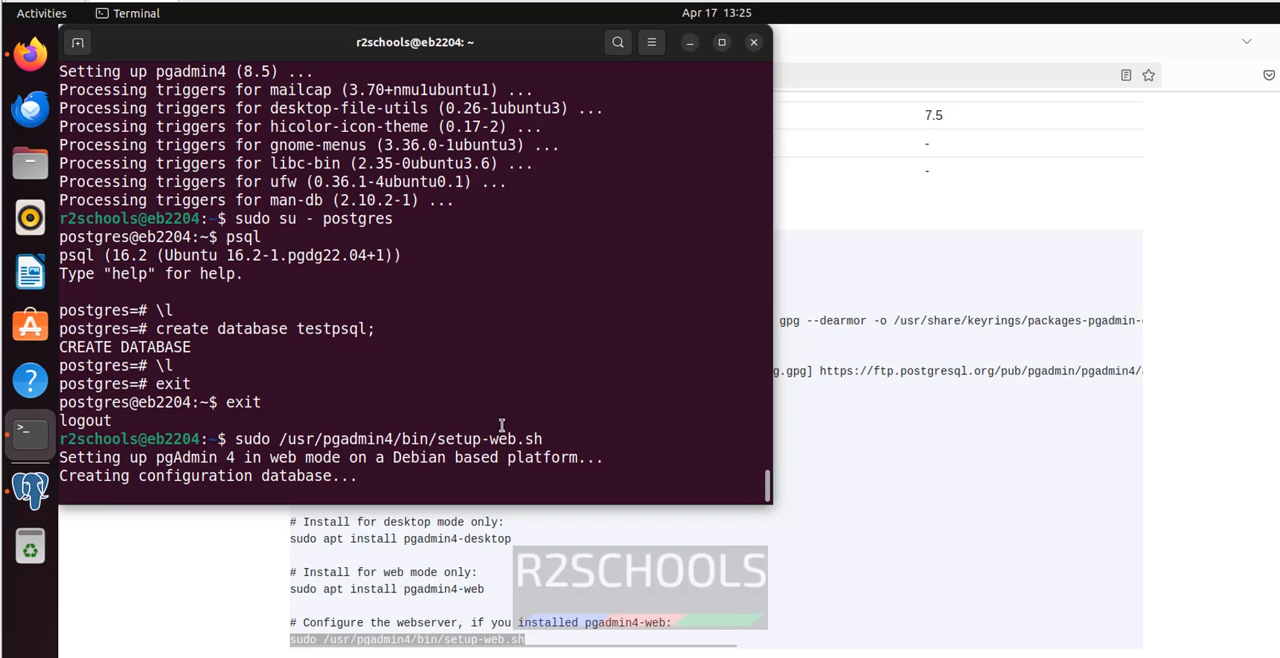 Activities
Terminal
Apr 17 13:25
r2schools@eb2204: ~
Setting up pgadmin4 (8.5) ...
Processing triggers for mailcap (3.70+nmu1ubuntu1) ...
Processing triggers for desktop-file-utils (0.26-1ubuntu3) ...
Processing triggers for hicolor-icon-theme (0.17-2) ...
Processing triggers for gnome-menus (3.36.0-1ubuntu3) ...
Processing triggers for libc-bin (2.35-0ubuntu3.6) ...
Processing triggers for ufw (0.36.1-4ubuntu0.1) ...
Processing triggers for man-db (2.10.2-1) ...
r2schools@eb2204:~$ sudo su - postgres
postgres@eb2204:~$ psql
psql (16.2 (Ubuntu 16.2-1.pgdg22.04+1))
Type "help" for help.
postgres=# \l
postgres=# create database testpsql;
CREATE DATABASE
postgres=# \l
postgres=# exit
postgres@eb2204:~$ exit
logout
r2schools@eb2204:~$ sudo /usr/pgadmin4/bin/setup-web.sh
Setting up pgAdmin 4 in web mode on a Debian based platform...
Creating configuration database...
7.5
-
-
gpg --dearmor -o /usr/share/keyrings/packages-pgadmin-
g.gpg] https://ftp.postgresql.org/pub/pgadmin/pgadmin4/
# Install for desktop mode only:
sudo apt install pgadmin4-desktop
# Install for web mode only:
sudo apt install pgadmin4-web
# Configure the webserver, if you installed pgadmin4-web:
sudo /usr/pgadmin4/bin/setup-web.sh
R2SCHOOLS